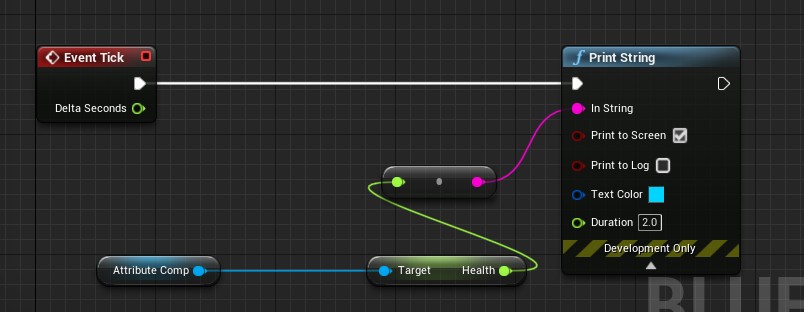 Event Tick
Delta Seconds
Print String
In String
Print to Screen
Print to Log
Text Color
Duration 2.0
Development Only
Attribute Comp
Target Health
BLUE